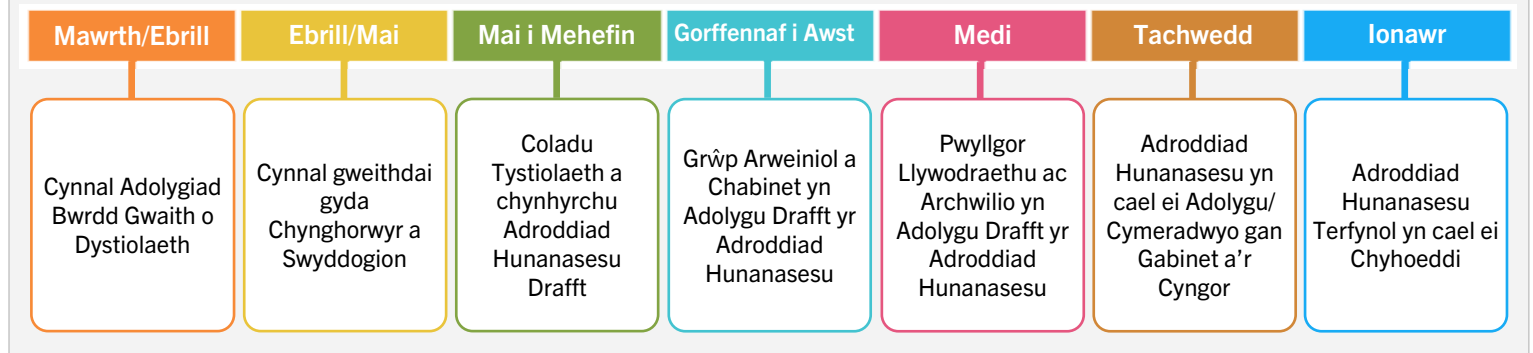 Mawrth/Ebrill
Cynnal Adolygiad
Bwrdd Gwaith o
Dystiolaeth
Ebrill/Mai
Cynnal gweithdai
gyda
Chynghorwyr a
Swyddogion
Mai i Mehefin
Coladu
Tystiolaeth a
chynhyrchu
Adroddiad
Hunanasesu
Drafft
Gorffennaf i Awst
Grŵp Arweiniol a
Chabinet yn
Adolygu Drafft yr
Adroddiad
Hunanasesu
Medi
Pwyllgor
Llywodraethu ac
Archwilio yn
Adolygu Drafft yr
Adroddiad
Hunanasesu
Tachwedd
Adroddiad
Hunanasesu yn
cael ei Adolygu/
Cymeradwyo gan
Gabinet a'r
Cyngor
Ionawr
Adroddiad
Hunanasesu
Terfynol yn cael ei
Chyhoeddi